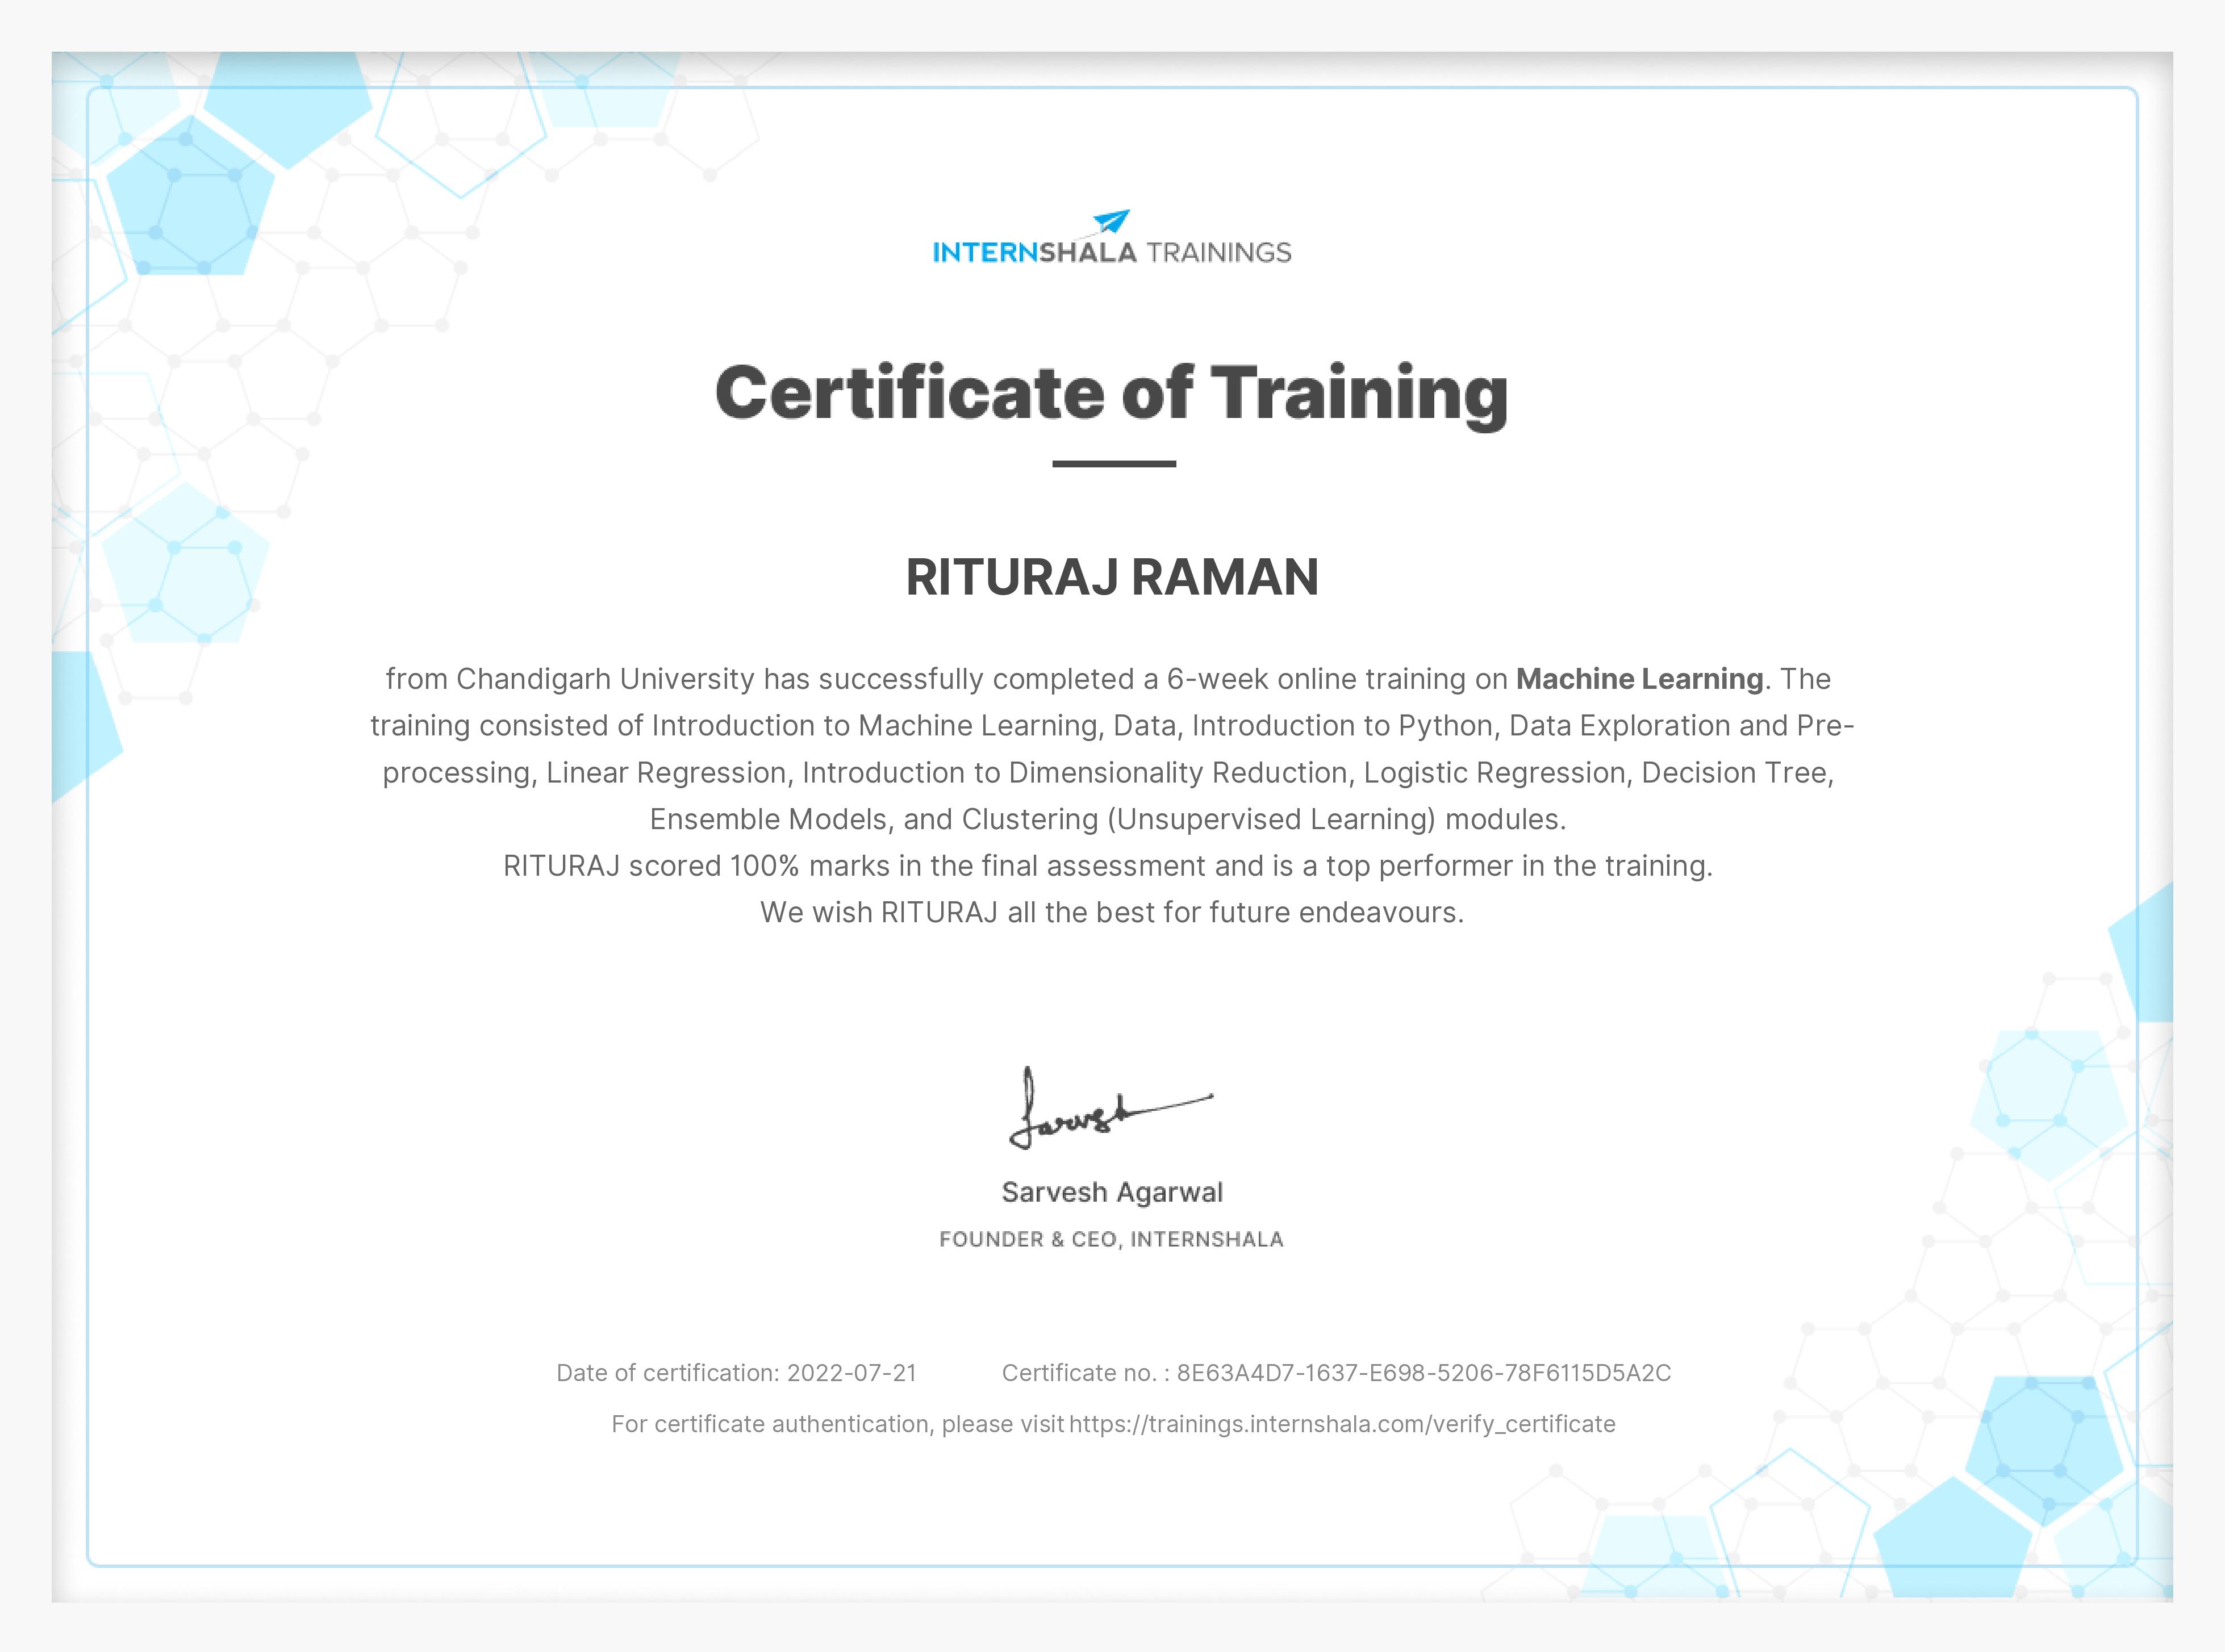 INTERNSHALA TRAININGS
Certificate of Training
RITURAJ RAMAN
from Chandigarh University has successfully completed a 6-week online training on Machine Learning. The
training consisted of Introduction to Machine Learning, Data, Introduction to Python, Data Exploration and Pre-
processing, Linear Regression, Introduction to Dimensionality Reduction, Logistic Regression, Decision Tree,
Ensemble Models, and Clustering (Unsupervised Learning) modules.
RITURAJ scored 100% marks in the final assessment and is a top performer in the training.
We wish RITURAJ all the best for future endeavours.
Sarvesh
Sarvesh Agarwal
FOUNDER & CEO, INTERNSHALA
Date of certification: 2022-07-21 Certificate no. : 8E63A4D7-1637-E698-5206-78F6115D5A2C
For certificate authentication, please visit https://trainings.internshala.com/verify_certificate